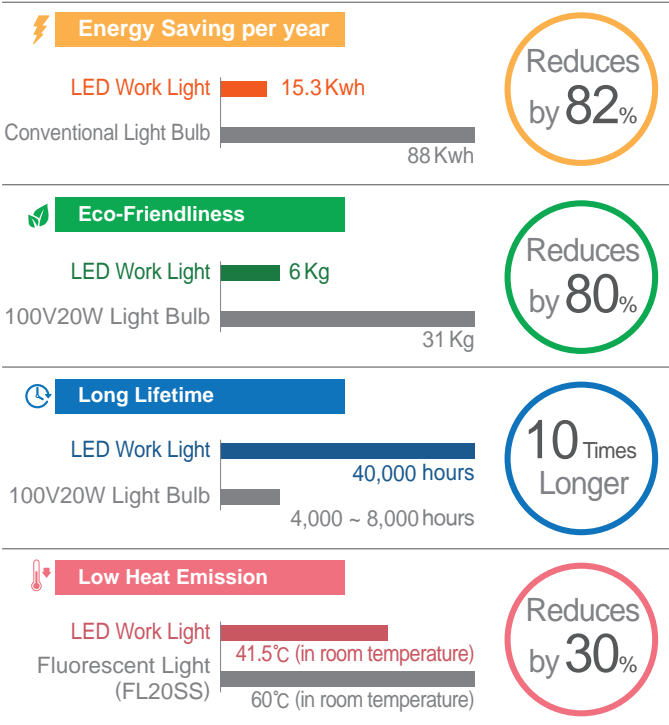 Energy Saving per year
LED Work Light 15.3 Kwh
Conventional Light Bulb
88 Kwh
Reduces
by 82%
Eco-Friendliness
LED Work Light 6 Kg
100V20W Light Bulb
31 Kg
Reduces
by 80%
Long Lifetime
LED Work Light
40,000 hours
100V20W Light Bulb
4,000 ~ 8,000 hours
10 Times
Longer
Low Heat Emission
LED Work Light
41.5℃ (in room temperature)
Fluorescent Light
(FL20SS)
60℃ (in room temperature)
Reduces
by 30%